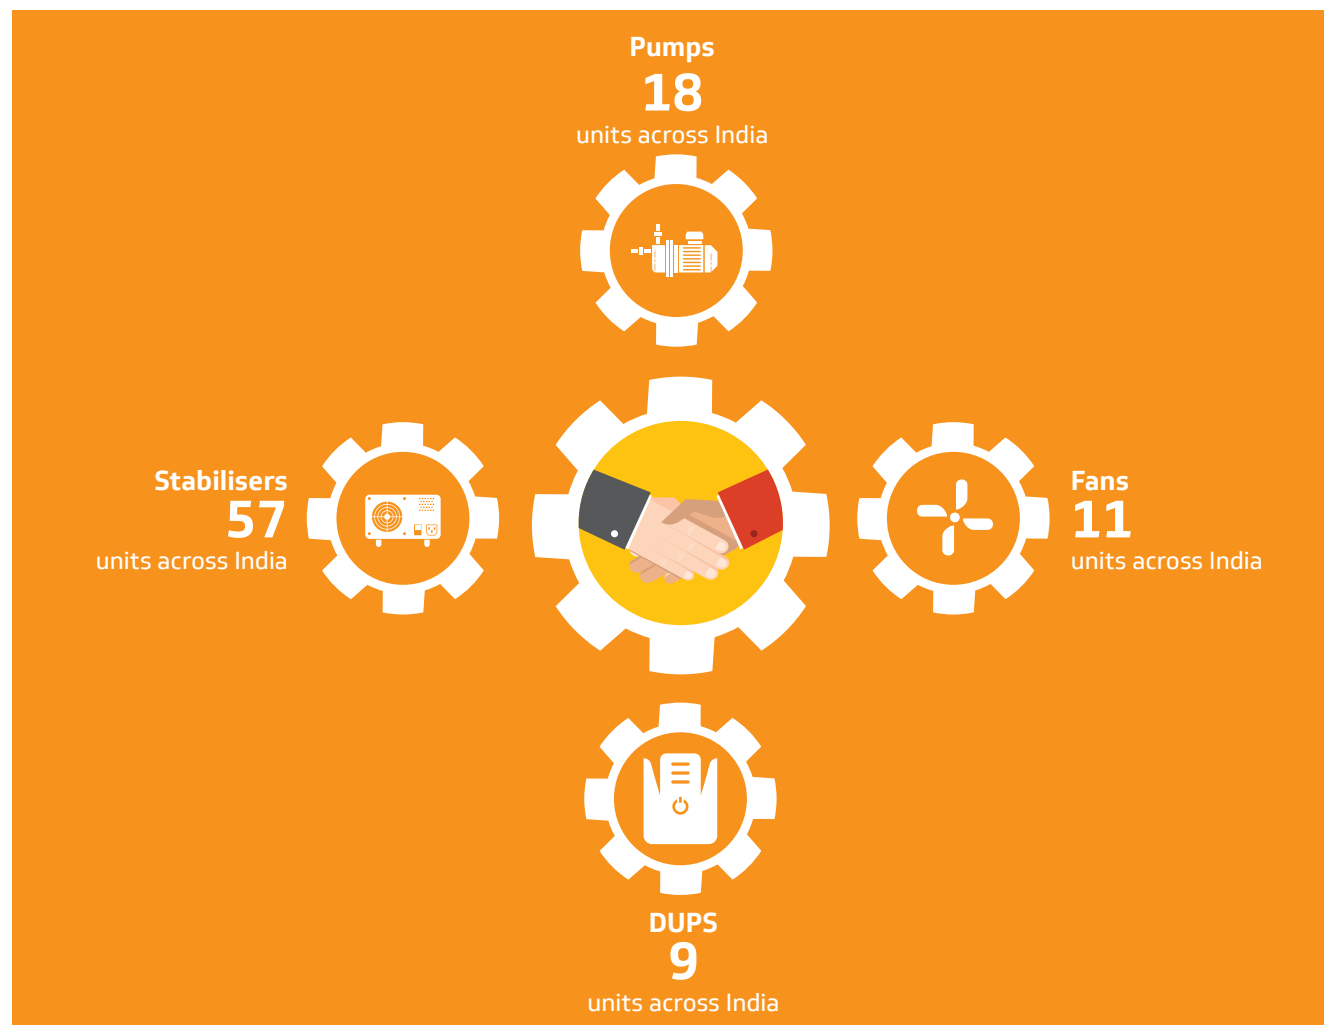 Pumps
18
units across India
Stabilisers
57
units across India
Fans
11
units across India
DUPS
9
units across India